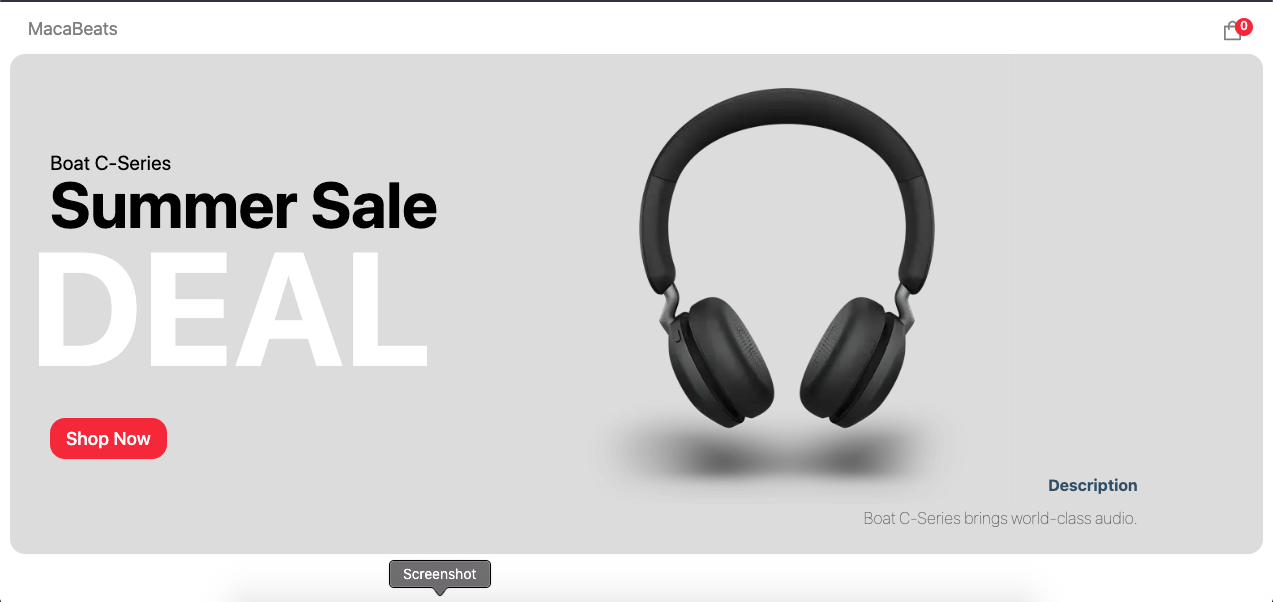 MacaBeats
0
Boat C-Series
Summer Sale
DEAL
Shop Now
Description
Boat C-Series brings world-class audio.
Screenshot